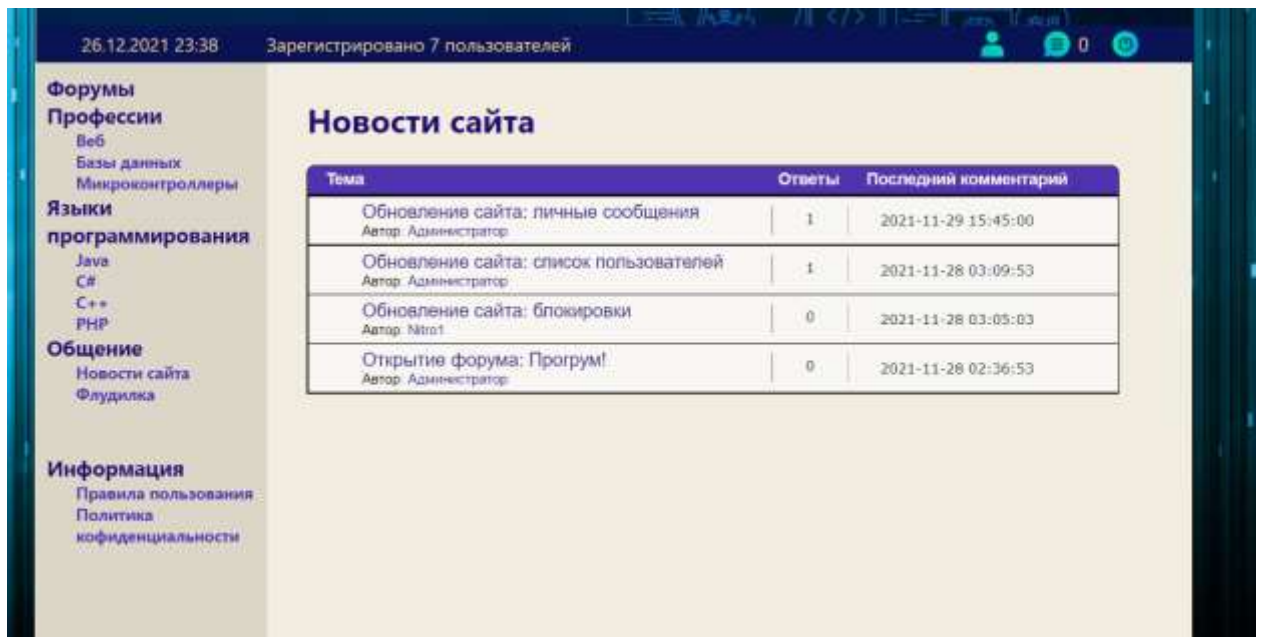 26.12.2021 23:38 Зарегистрировано 7 пользователей 0
Форумы
Профессии
Веб
Базы данных
Микроконтроллеры
Языки
программирования
Java
C#
C++
PHP
Общение
Новости сайта
Флудилка
Информация
Правила пользования
Политика
кофиденциальности
Новости сайта
Тема Ответы Последний комментарий
Обновление сайта: личные сообщения 1 2021-11-29 15:45:00
Автор: Администратор
Обновление сайта: список пользователей 1 2021-11-28 03:09:53
Автор: Администратор
Обновление сайта: блокировки 0 2021-11-28 03:05:03
Автор: Nitro1
Открытие форума: Прогрум! 0 2021-11-28 02:36:53
Автор: Администратор